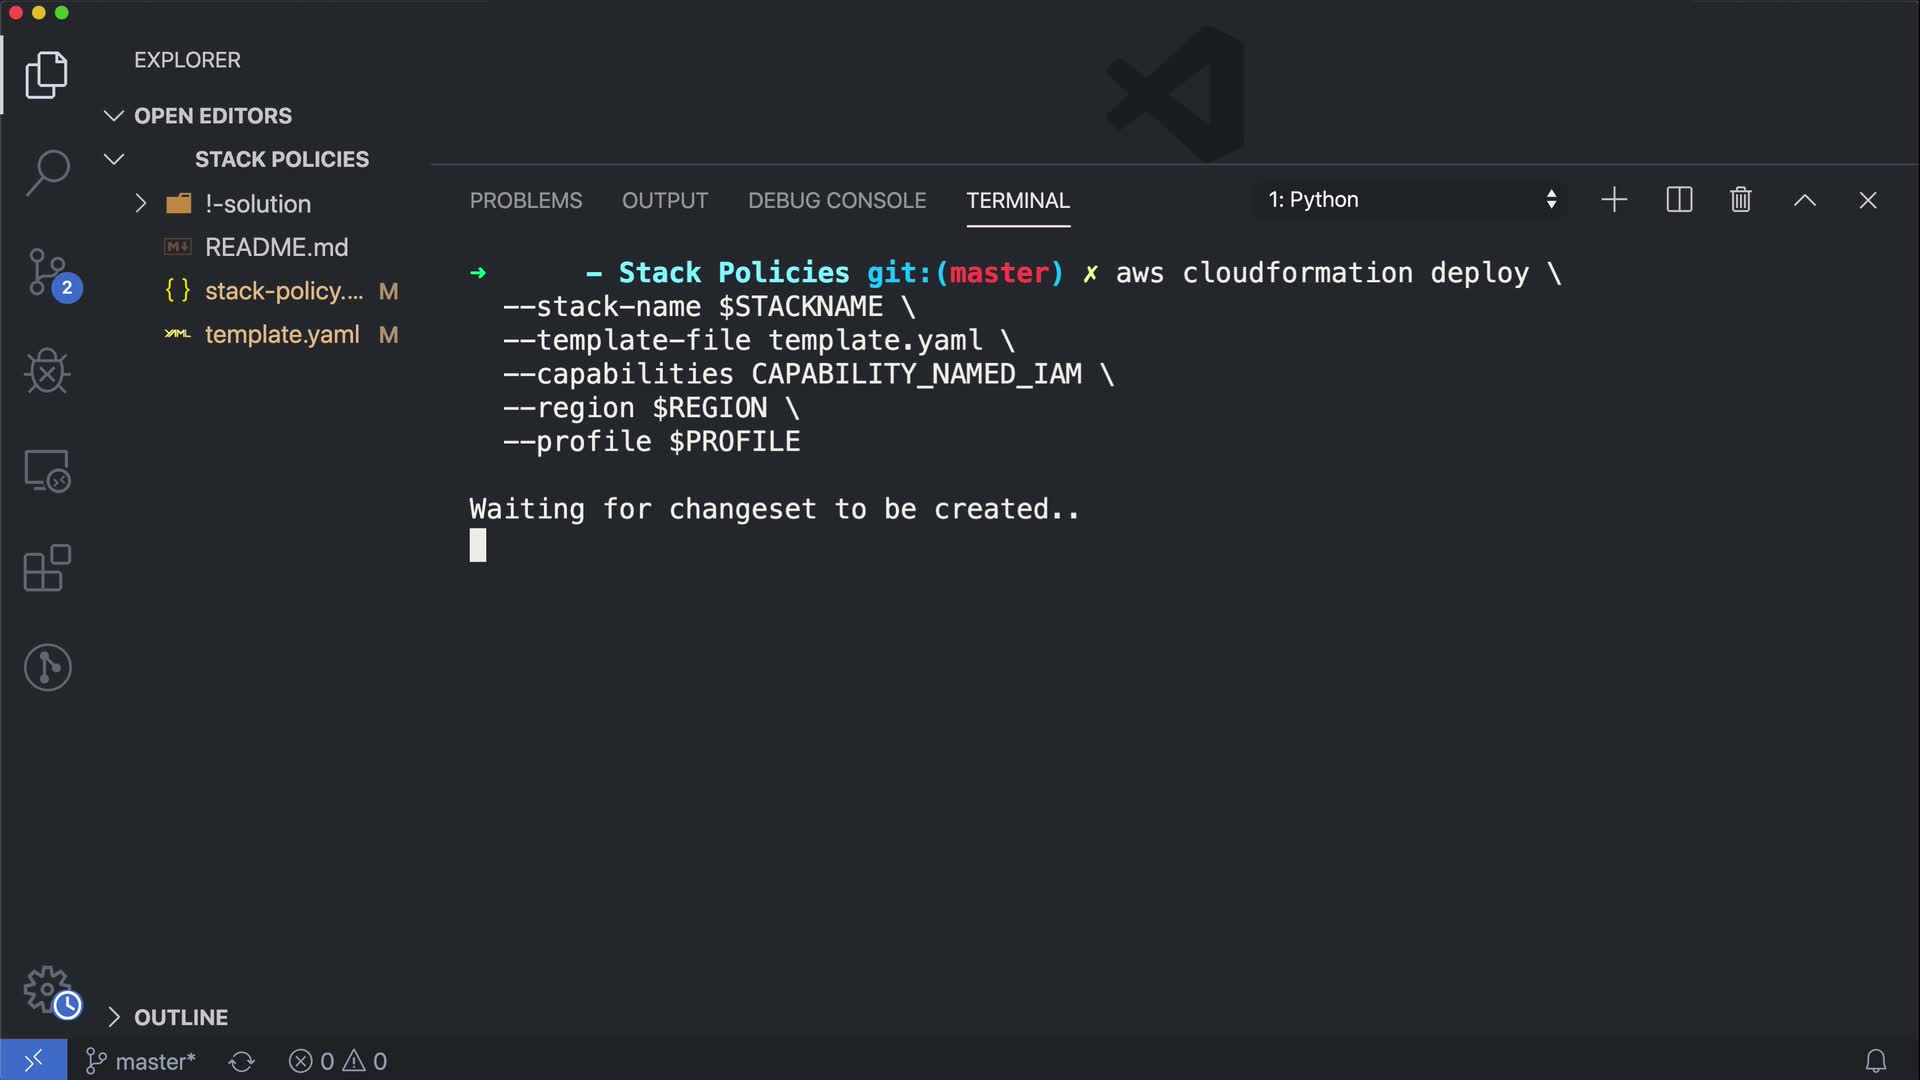 EXPLORER
OPEN EDITORS
STACK POLICIES
!-solution
README.md
{} stack-policy.... M
YAML template.yaml M
2
PROBLEMS OUTPUT DEBUG CONSOLE TERMINAL 1: Python
➜ – Stack Policies git:(master) ✗ aws cloudformation deploy \
--stack-name $STACKNAME \
--template-file template.yaml \
--capabilities CAPABILITY_NAMED_IAM \
--region $REGION \
--profile $PROFILE
Waiting for changeset to be created..
OUTLINE
master* 0 0